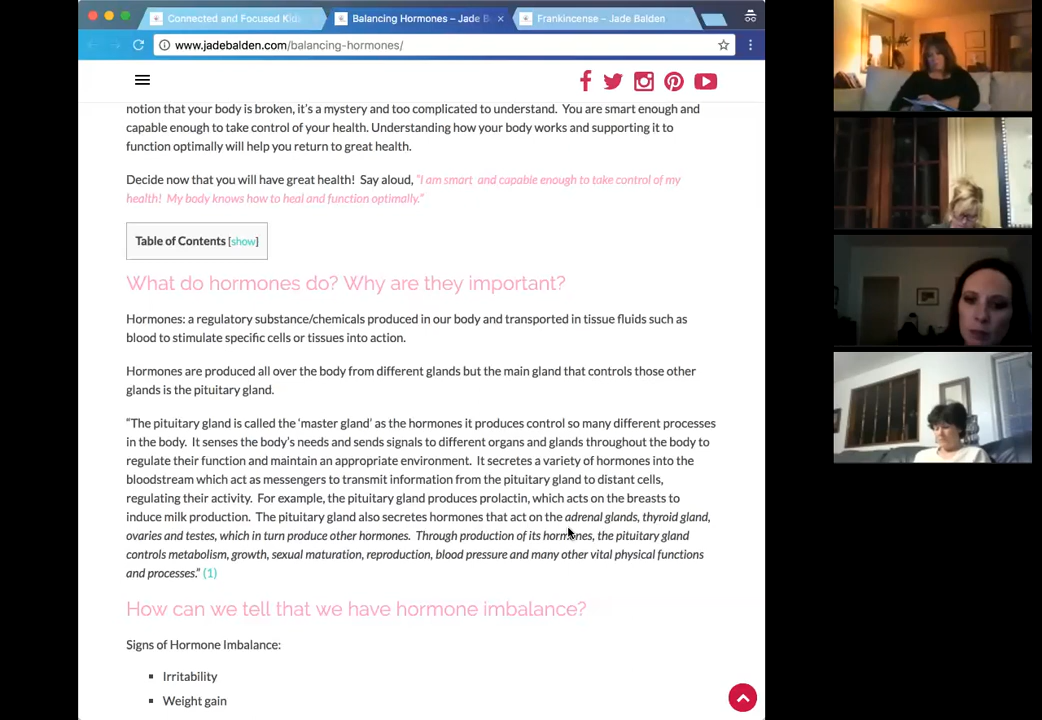 Connected and Focused Kids
Balancing Hormones – Jade B
Frankincense – Jade Balden
www.jadebalden.com/balancing-hormones/
notion that your body is broken, it's a mystery and too complicated to understand. You are smart enough and
capable enough to take control of your health. Understanding how your body works and supporting it to
function optimally will help you return to great health.
Decide now that you will have great health! Say aloud, "I am smart and capable enough to take control of my
health! My body knows how to heal and function optimally."
Table of Contents [show]
What do hormones do? Why are they important?
Hormones: a regulatory substance/chemicals produced in our body and transported in tissue fluids such as
blood to stimulate specific cells or tissues into action.
Hormones are produced all over the body from different glands but the main gland that controls those other
glands is the pituitary gland.
"The pituitary gland is called the 'master gland' as the hormones it produces control so many different processes
in the body. It senses the body's needs and sends signals to different organs and glands throughout the body to
regulate their function and maintain an appropriate environment. It secretes a variety of hormones into the
bloodstream which act as messengers to transmit information from the pituitary gland to distant cells,
regulating their activity. For example, the pituitary gland produces prolactin, which acts on the breasts to
induce milk production. The pituitary gland also secretes hormones that act on the adrenal glands, thyroid gland,
ovaries and testes, which in turn produce other hormones. Through production of its hormones, the pituitary gland
controls metabolism, growth, sexual maturation, reproduction, blood pressure and many other vital physical functions
and processes." (1)
How can we tell that we have hormone imbalance?
Signs of Hormone Imbalance:
▪ Irritability
▪ Weight gain